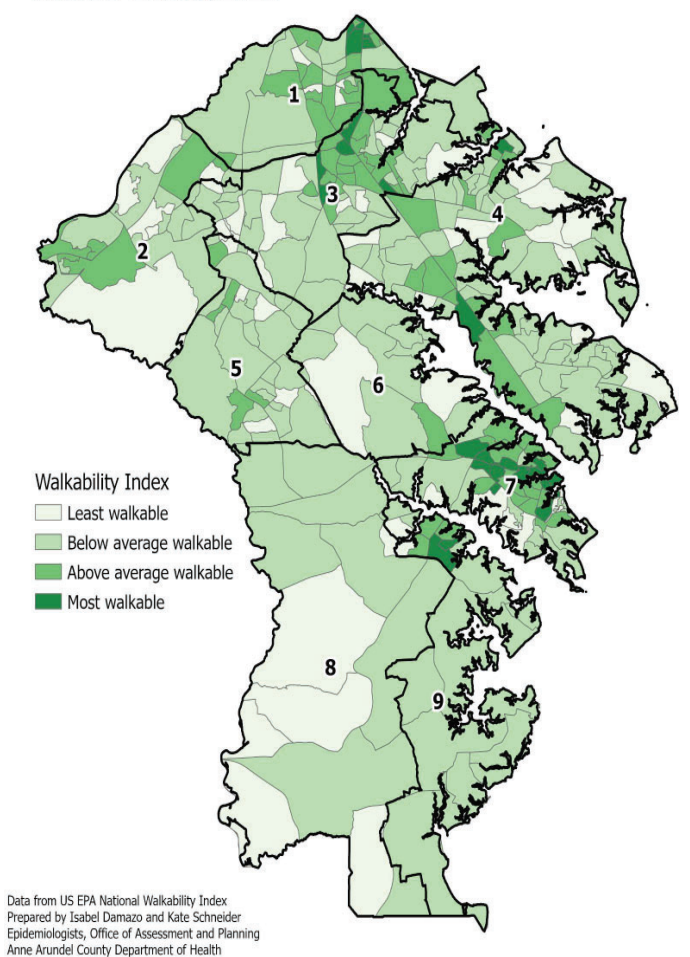 1
3
4
2
5
6
Walkability Index
Least walkable
7
Below average walkable
Above average walkable
Most walkable
8
9
Data from US EPA National Walkability Index
Prepared by Isabel Damazo and Kate Schneider
Epidemiologists, Office of Assessment and Planning
Anne Arundel County Department of Health